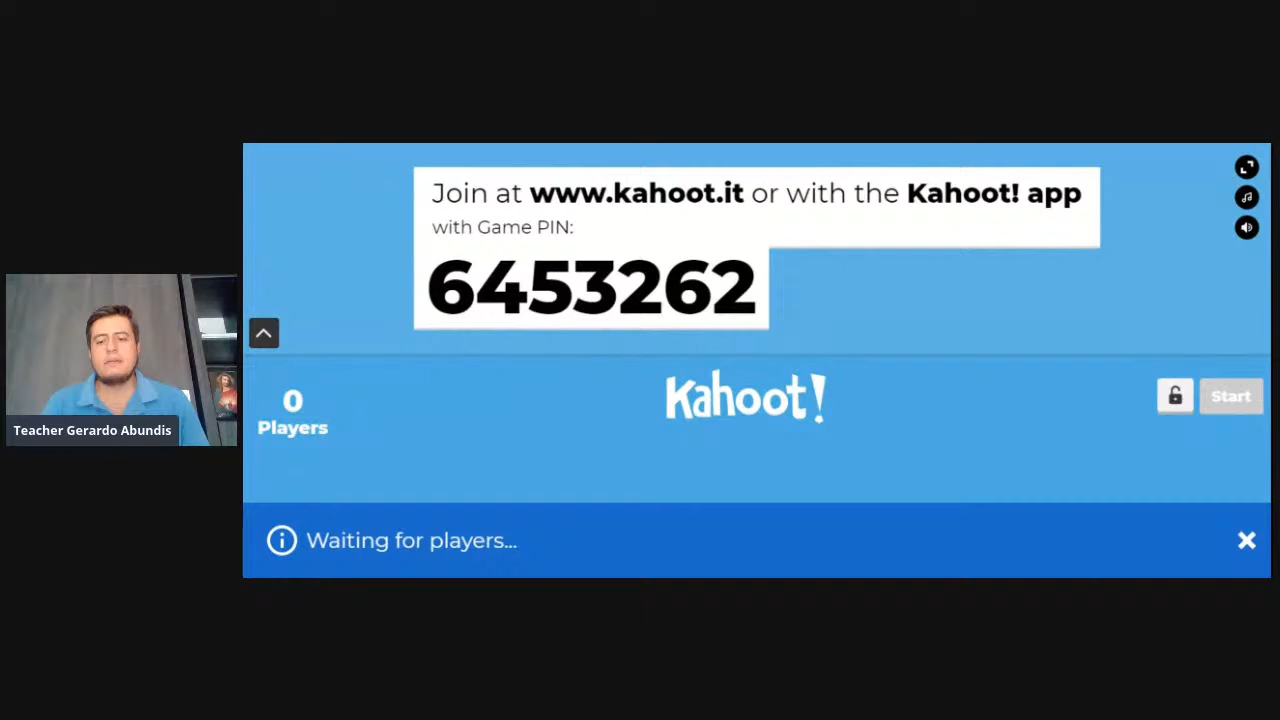 Join at www.kahoot.it or with the Kahoot! app
with Game PIN:
6453262
0
Players
Kahoot!
Start
Teacher Gerardo Abundis
Waiting for players...